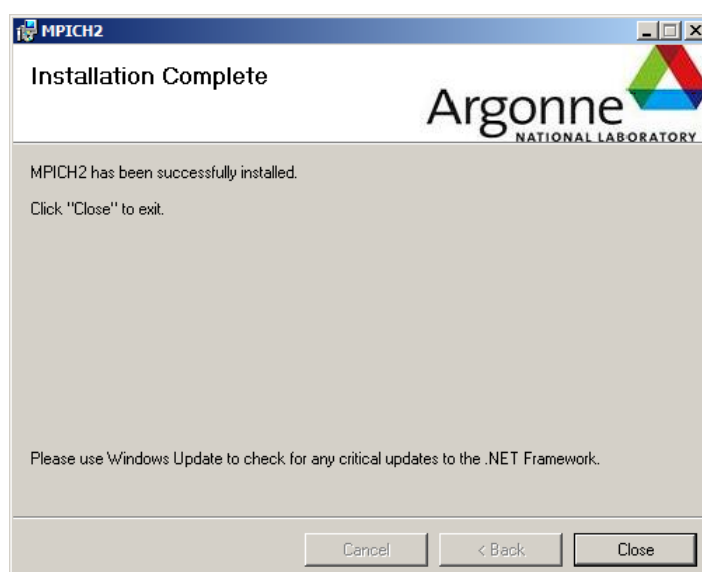 MPICH2
Installation Complete
Argonne
NATIONAL LABORATORY
MPICH2 has been successfully installed.
Click "Close" to exit.
Please use Windows Update to check for any critical updates to the .NET Framework.
Cancel
< Back
Close